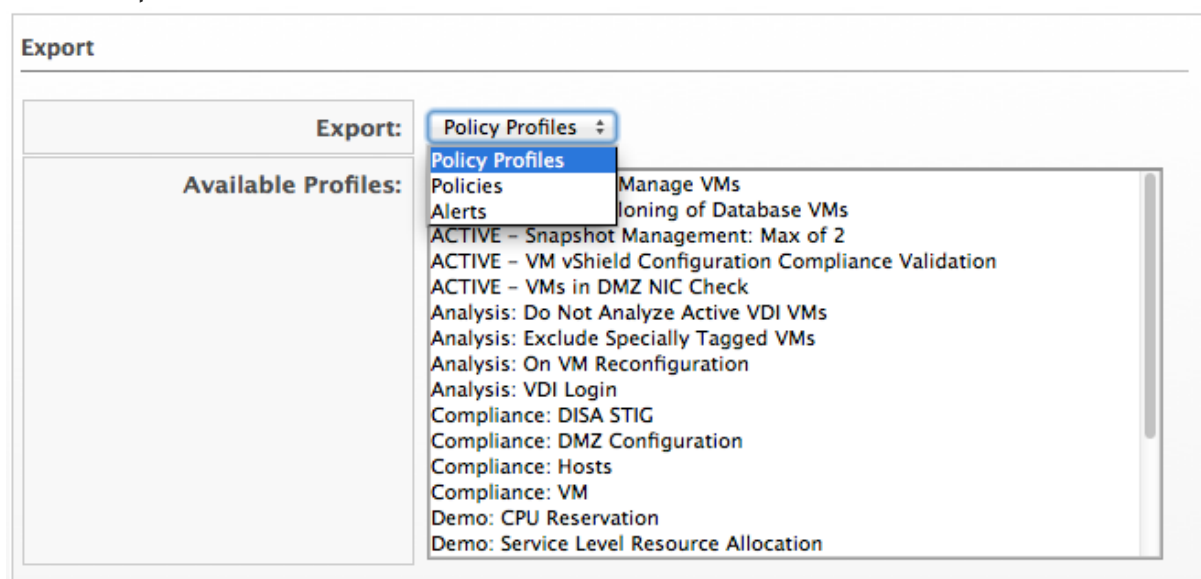 Export
Export: Policy Profiles
Policy Profiles
Policies
Alerts
Available Profiles:
Manage VMs
loning of Database VMs
ACTIVE – Snapshot Management: Max of 2
ACTIVE – VM vShield Configuration Compliance Validation
ACTIVE – VMs in DMZ NIC Check
Analysis: Do Not Analyze Active VDI VMs
Analysis: Exclude Specially Tagged VMs
Analysis: On VM Reconfiguration
Analysis: VDI Login
Compliance: DISA STIG
Compliance: DMZ Configuration
Compliance: Hosts
Compliance: VM
Demo: CPU Reservation
Demo: Service Level Resource Allocation